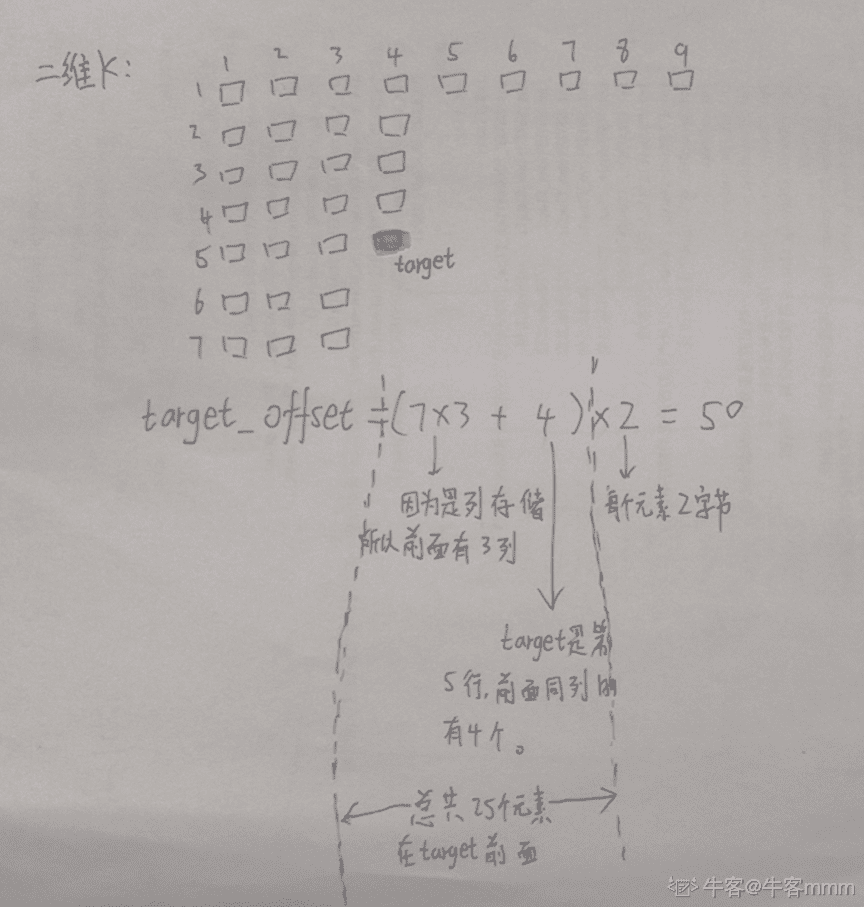 二维K:
1 2 3 4 5 6 7 8 9
1
2
3
4
5
target
6
7
target_offset =(7×3 + 4)×2 = 50
因为是列存储
所以前面有3列
每个元素2字节
target是第
5行,前面同列的
有4个。
总共25个元素
在target前面
牛客@牛客mmm